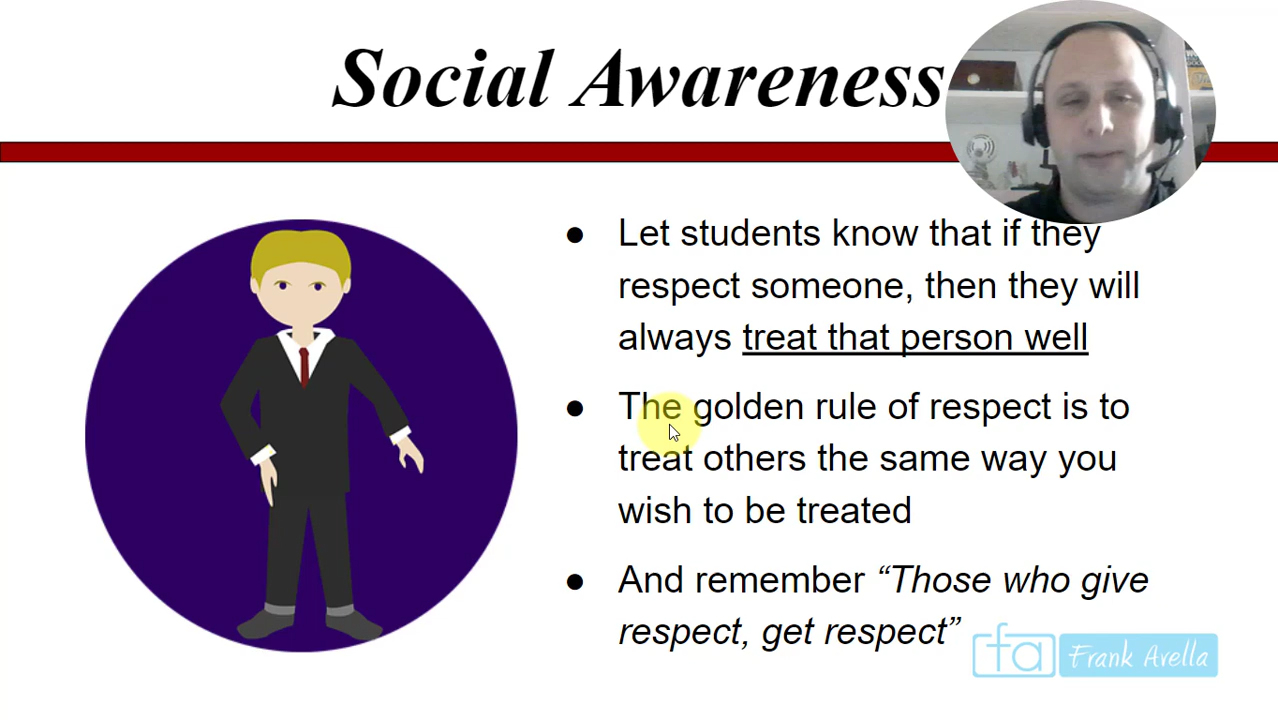 Social Awareness
● Let students know that if they
respect someone, then they will
always treat that person well
● The golden rule of respect is to
treat others the same way you
wish to be treated
● And remember “Those who give
respect, get respect”
fa Frank Avella